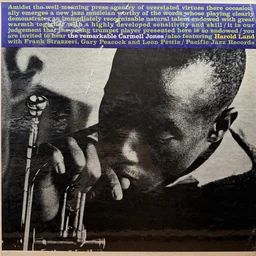 Amidst the well-meaning press agentry of overstated virtues there occasion-
ally emerges a new jazz musician worthy of the words/whose playing clearly
demonstrates an immediately recognizable natural talent endowed with great
warmth together with a highly developed sensitivity and skill/it is our
judgement that the young trumpet player presented here is so endowed/you
are invited to hear the remarkable Carmell Jones/also featuring Harold Land
with Frank Strazzeri, Gary Peacock and Leon Pettis/Pacific Jazz Records